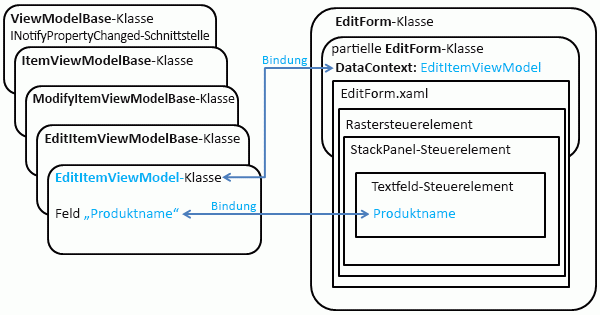 ViewModelBase-Klasse
INotifyPropertyChanged-Schnittstelle
ItemViewModelBase-Klasse
ModifyItemViewModelBase-Klasse
EditItemViewModelBase-Klasse
EditItemViewModel-Klasse
Feld „Produktname“
Bindung
Bindung
EditForm-Klasse
partielle EditForm-Klasse
DataContext: EditItemViewModel
EditForm.xaml
Rastersteuerelement
StackPanel-Steuerelement
Textfeld-Steuerelement
Produktname